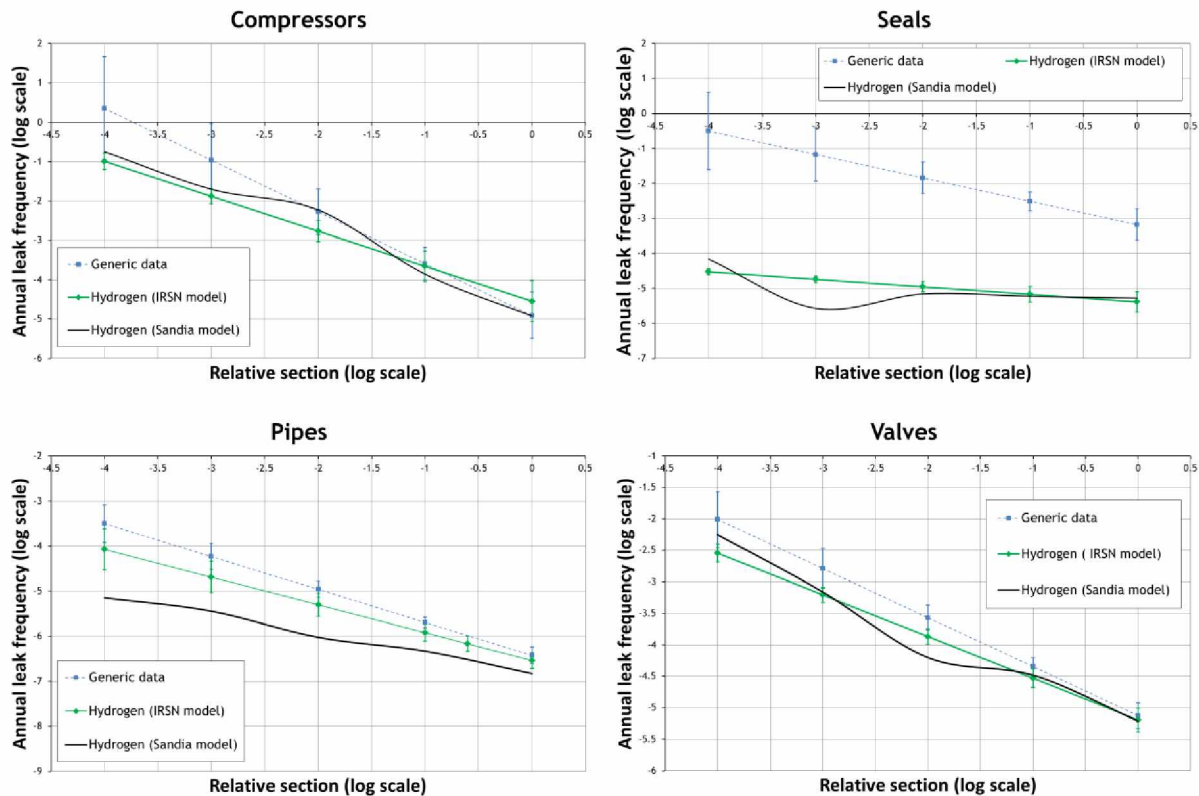 Compressors
2
1
0
-4.5 -4 -3.5 -3 -2.5 -2 -1.5 -1 -0.5 0 0.5
-1
-2
-3
-4
-5
-6
Annual leak frequency (log scale)
Generic data
Hydrogen (IRSN model)
Hydrogen (Sandia model)
Relative section (log scale)
Seals
2
1
0
-4.5 -4 -3.5 -3 -2.5 -2 -1.5 -1 -0.5 0 0.5
-1
-2
-3
-4
-5
-6
-7
Annual leak frequency (log scale)
Generic data Hydrogen (IRSN model)
Hydrogen (Sandia model)
Relative section (log scale)
Pipes
-2
-4.5 -4 -3.5 -3 -2.5 -2 -1.5 -1 -0.5 0 0.5
-3
-4
-5
-6
-7
-8
-9
Annual leak frequency (log scale)
Generic data
Hydrogen (IRSN model)
Hydrogen (Sandia model)
Relative section (log scale)
Valves
-1
-4.5 -4 -3.5 -3 -2.5 -2 -1.5 -1 -0.5 0 0.5
-1.5
-2
-2.5
-3
-3.5
-4
-4.5
-5
-5.5
-6
Annual leak frequency (log scale)
Generic data
Hydrogen ( IRSN model)
Hydrogen (Sandia model)
Relative section (log scale)